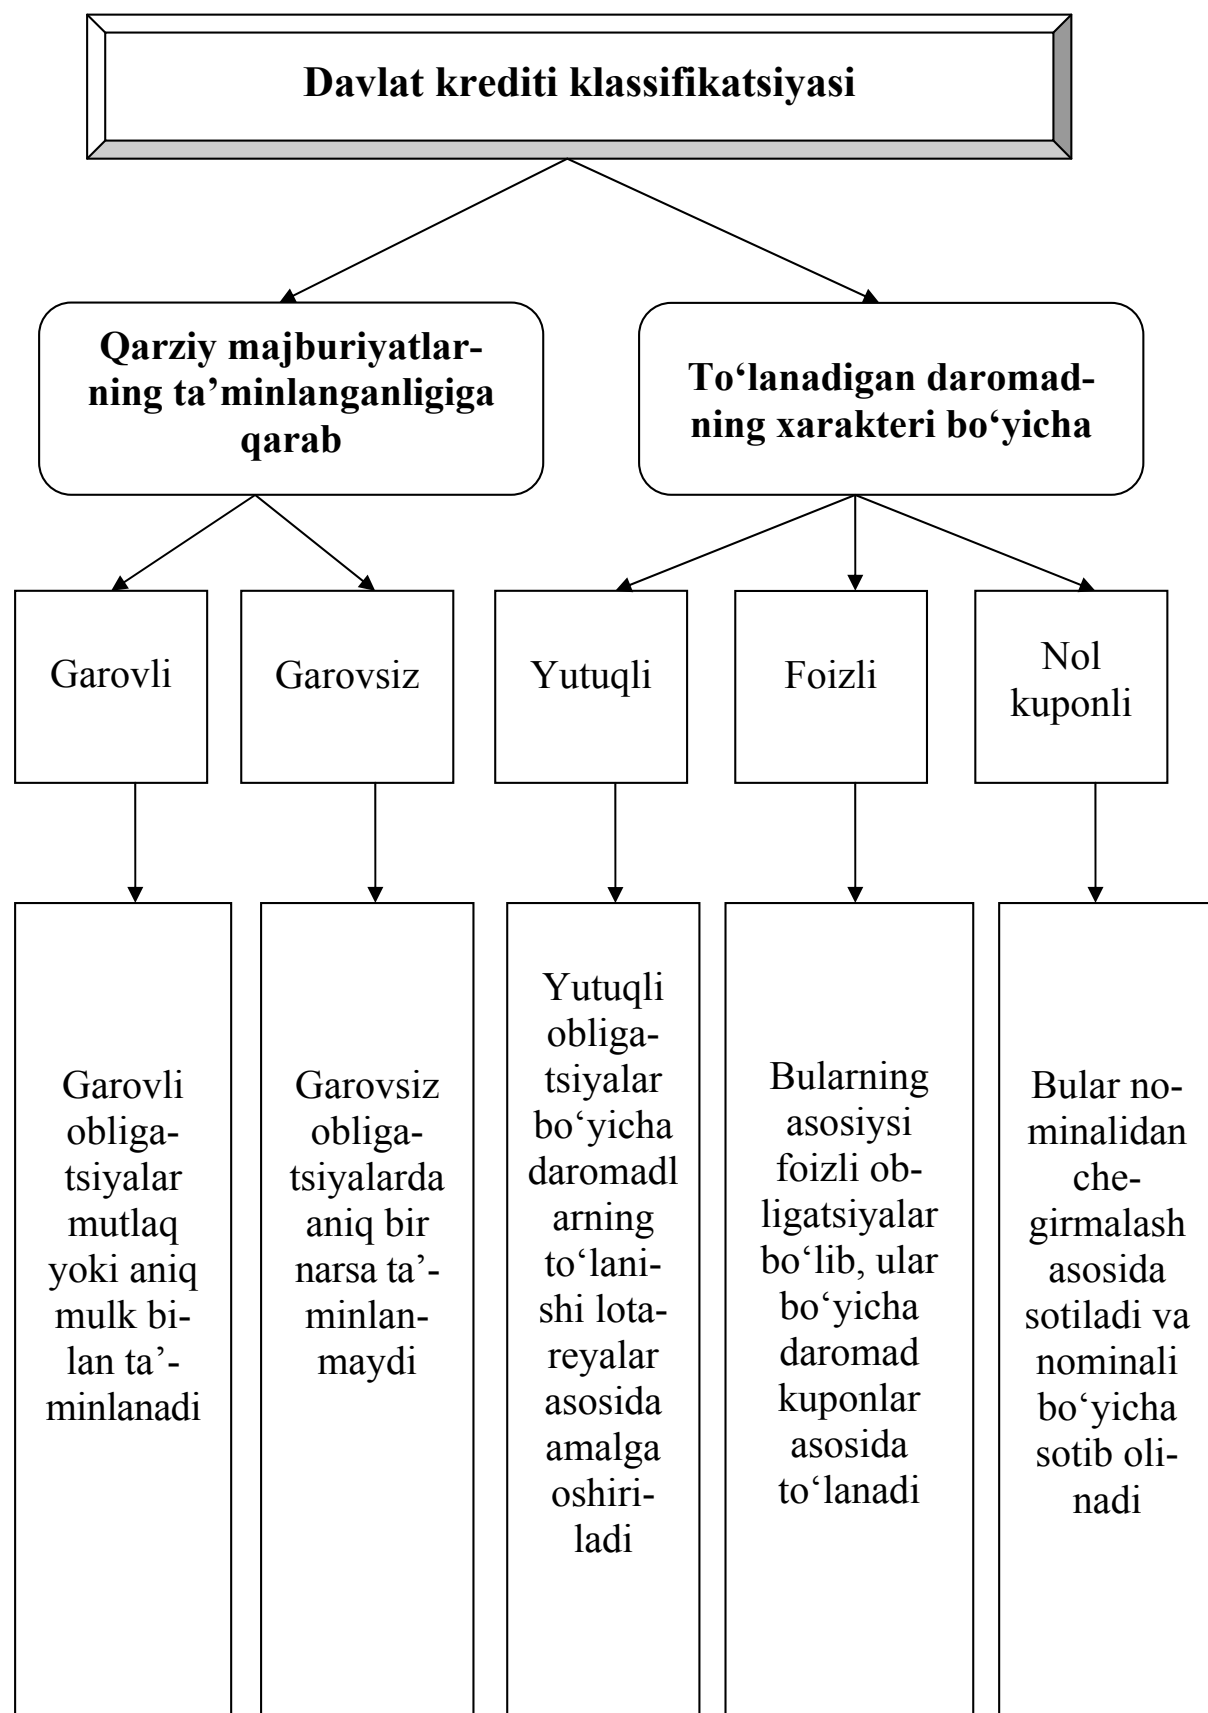 Davlat krediti klassifikatsiyasi
Qarziy majburiyatlar-
ning ta’minlanganligiga
qarab
To‘lanadigan daromad-
ning xarakteri bo‘yicha
Garovli
Garovsiz
Yutuqli
Foizli
Nol
kuponli
Garovli
obliga-
tsiyalar
mutlaq
yoki aniq
mulk bi-
lan ta’-
minlanadi
Garovsiz
obliga-
tsiyalarda
aniq bir
narsa ta’-
minlan-
maydi
Yutuqli
obliga-
tsiyalar
bo‘yicha
daromadl
arning
to‘lani-
shi lota-
reyalar
asosida
amalga
oshiri-
ladi
Bularning
asosiysi
foizli ob-
ligatsiyalar
bo‘lib, ular
bo‘yicha
daromad
kuponlar
asosida
to‘lanadi
Bular no-
minalidan
che-
girmalash
asosida
sotiladi va
nominali
bo‘yicha
sotib oli-
nadi